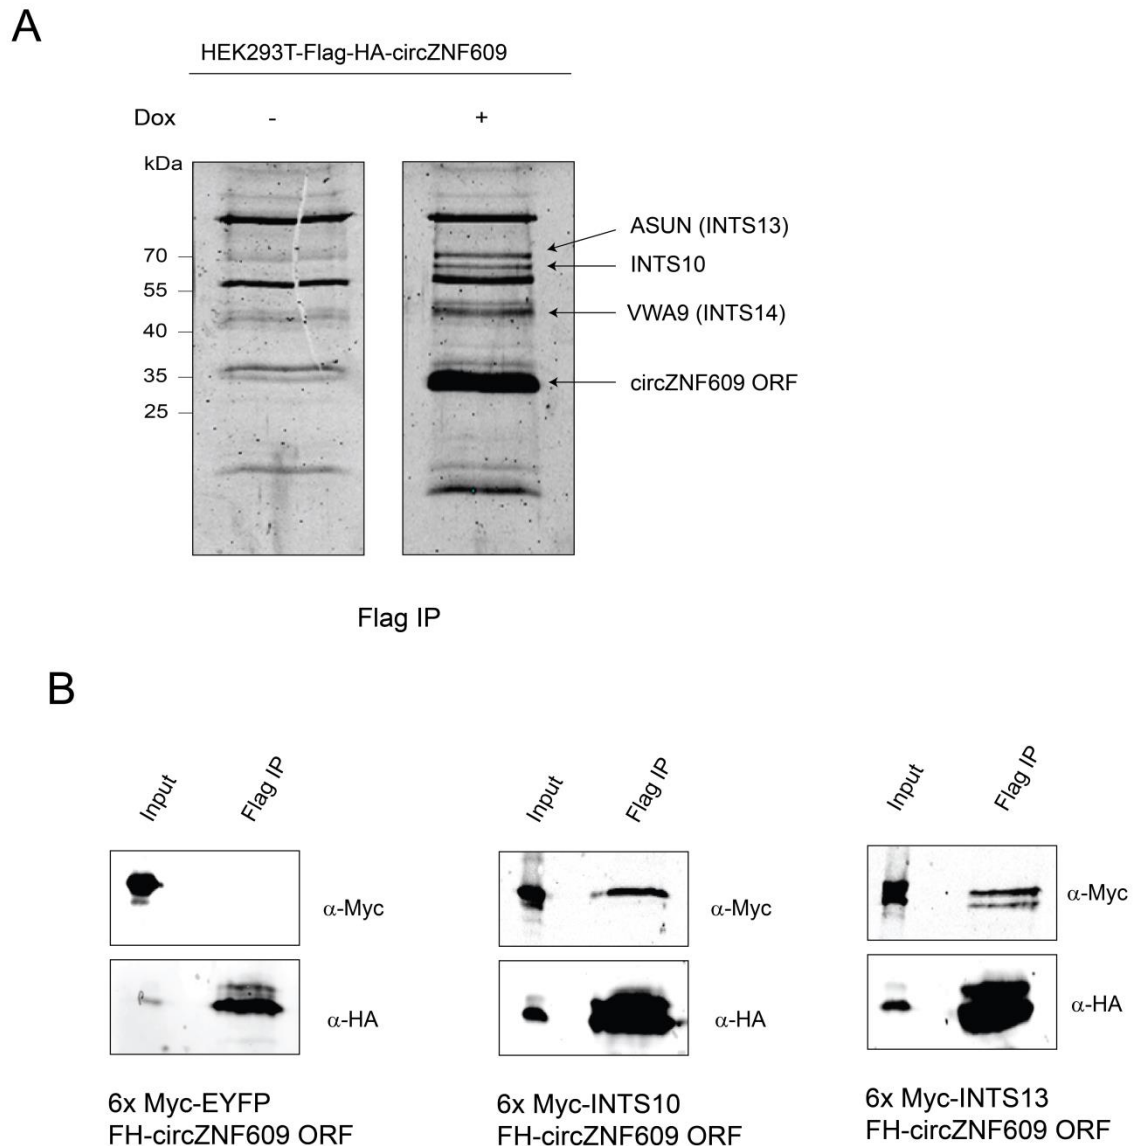 A
HEK293T-Flag-HA-circZNF609
Dox - +
kDa
70
55
40
35
25
ASUN (INTS13)
INTS10
VWA9 (INTS14)
circZNF609 ORF
Flag IP
B
Input Flag IP
α-Myc
α-HA
6x Myc-EYFP
FH-circZNF609 ORF
Input Flag IP
α-Myc
α-HA
6x Myc-INTS10
FH-circZNF609 ORF
Input Flag IP
α-Myc
α-HA
6x Myc-INTS13
FH-circZNF609 ORF